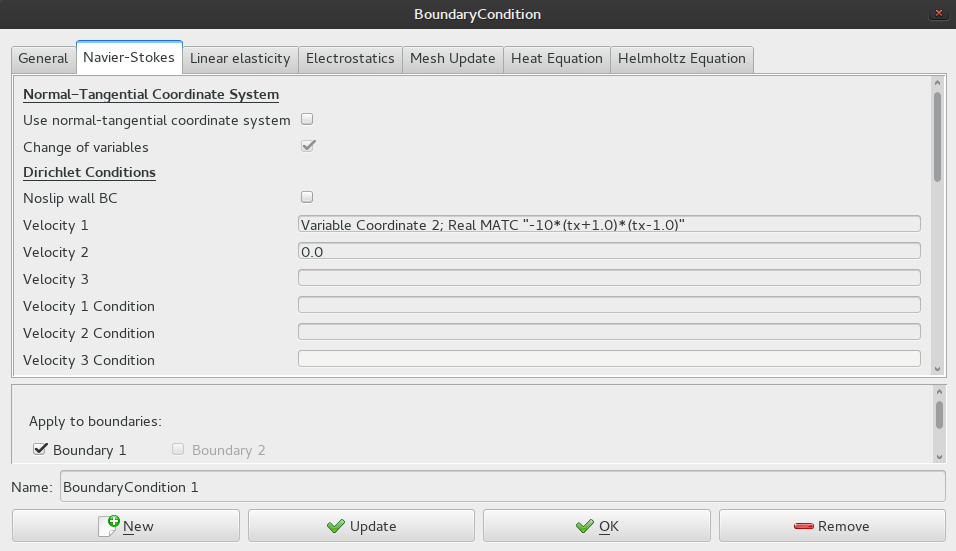 BoundaryCondition
General Navier-Stokes Linear elasticity Electrostatics Mesh Update Heat Equation Helmholtz Equation
Normal-Tangential Coordinate System
Use normal-tangential coordinate system
Change of variables
Dirichlet Conditions
Noslip wall BC
Velocity 1 Variable Coordinate 2; Real MATC "-10*(tx+1.0)*(tx-1.0)"
Velocity 2 0.0
Velocity 3
Velocity 1 Condition
Velocity 2 Condition
Velocity 3 Condition
Apply to boundaries:
Boundary 1 Boundary 2
Name: BoundaryCondition 1
New Update OK Remove